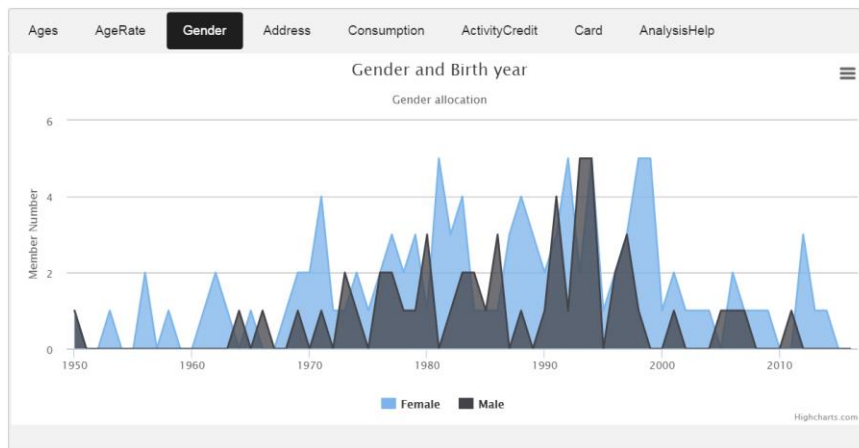 Ages AgeRate Gender Address Consumption ActivityCredit Card AnalysisHelp
Gender and Birth year
Gender allocation
6
4
2
0
Member Number
1950 1960 1970 1980 1990 2000 2010
Female Male
Highcharts.com